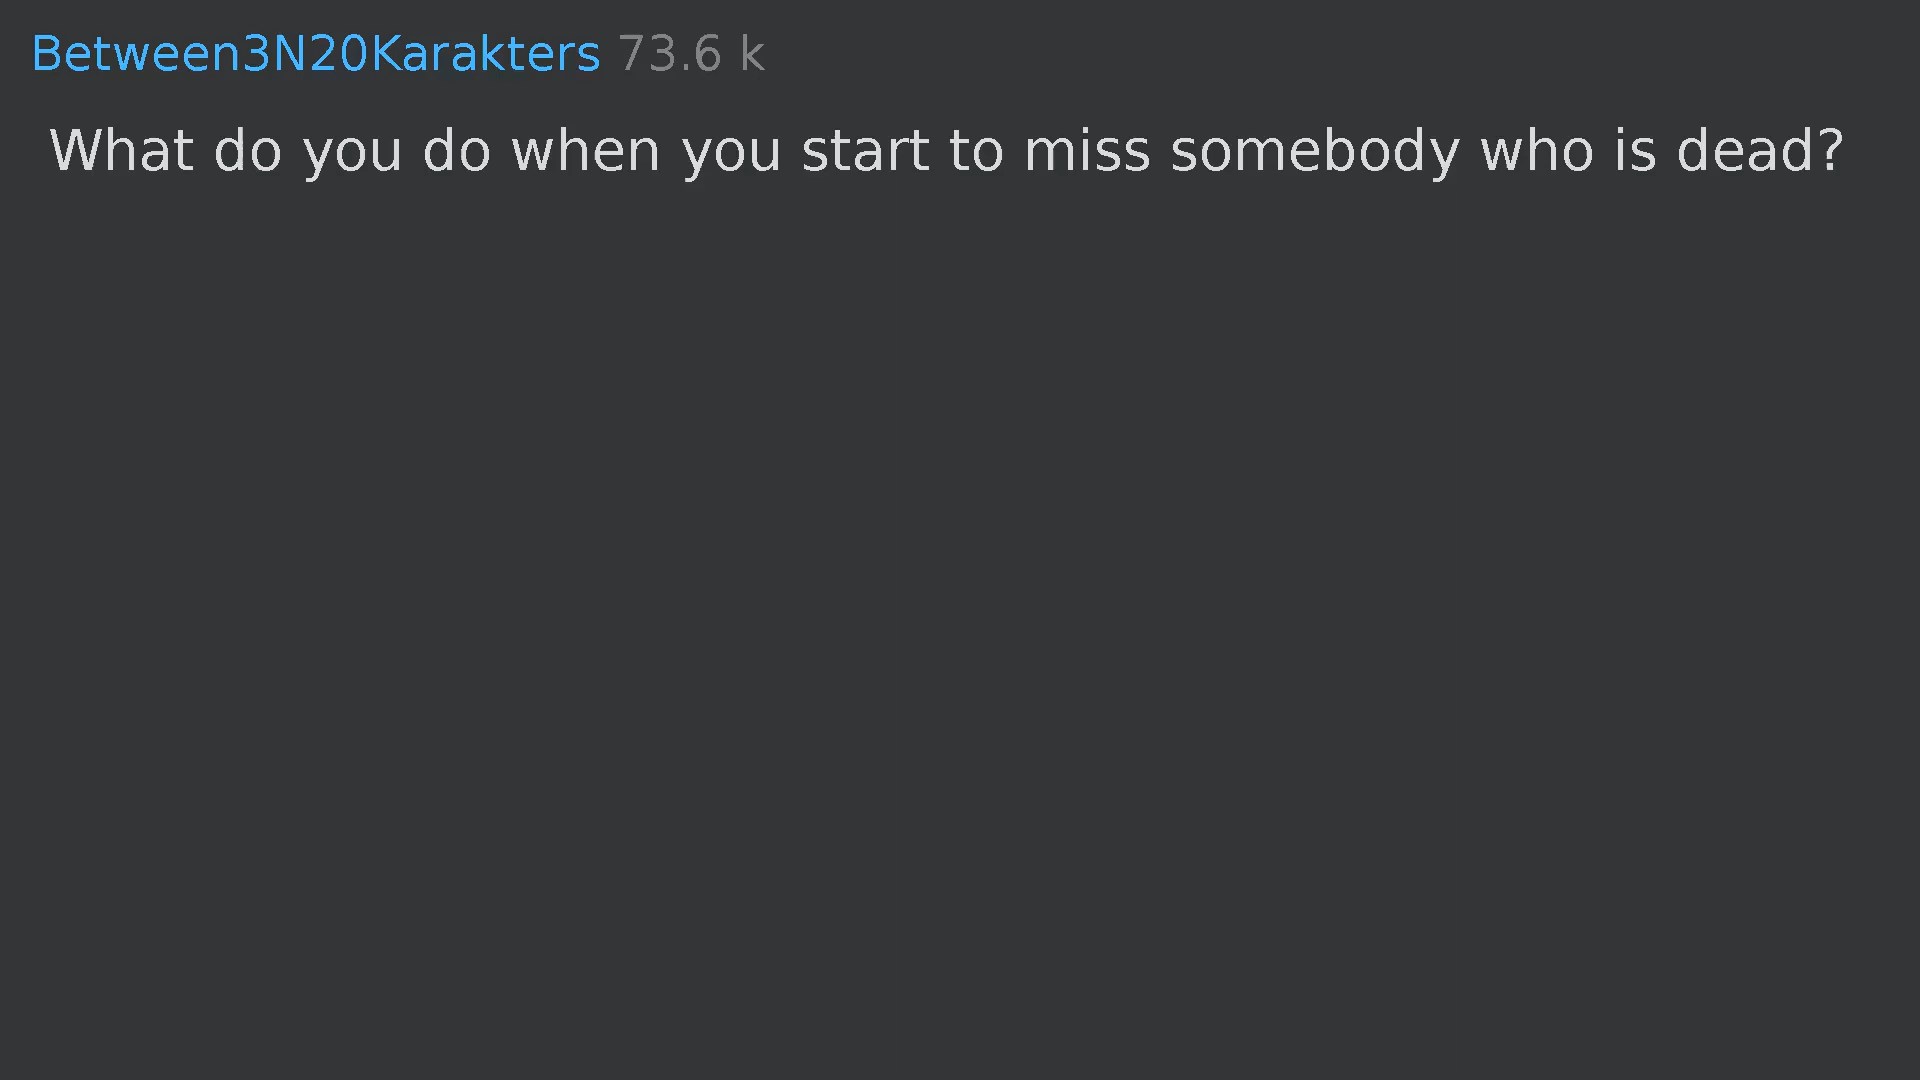 Between3N20Karakters 73.6 k
What do you do when you start to miss somebody who is dead?